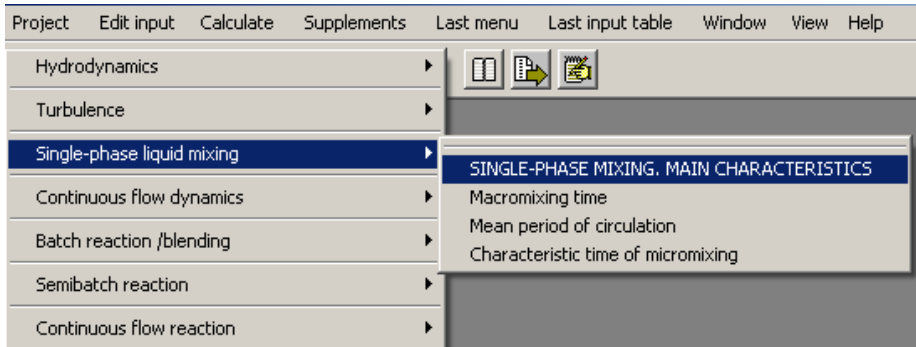 Project Edit input Calculate Supplements Last menu Last input table Window View Help
Hydrodynamics
Turbulence
Single-phase liquid mixing
SINGLE-PHASE MIXING. MAIN CHARACTERISTICS
Macromixing time
Mean period of circulation
Characteristic time of micromixing
Continuous flow dynamics
Batch reaction /blending
Semibatch reaction
Continuous flow reaction